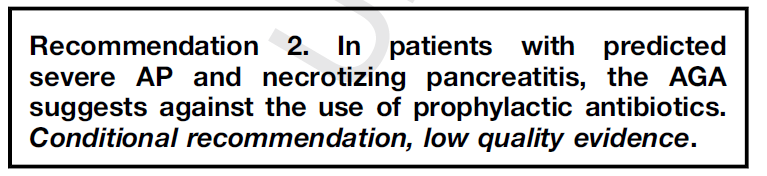 Recommendation 2. In patients with predicted
severe AP and necrotizing pancreatitis, the AGA
suggests against the use of prophylactic antibiotics.
Conditional recommendation, low quality evidence.